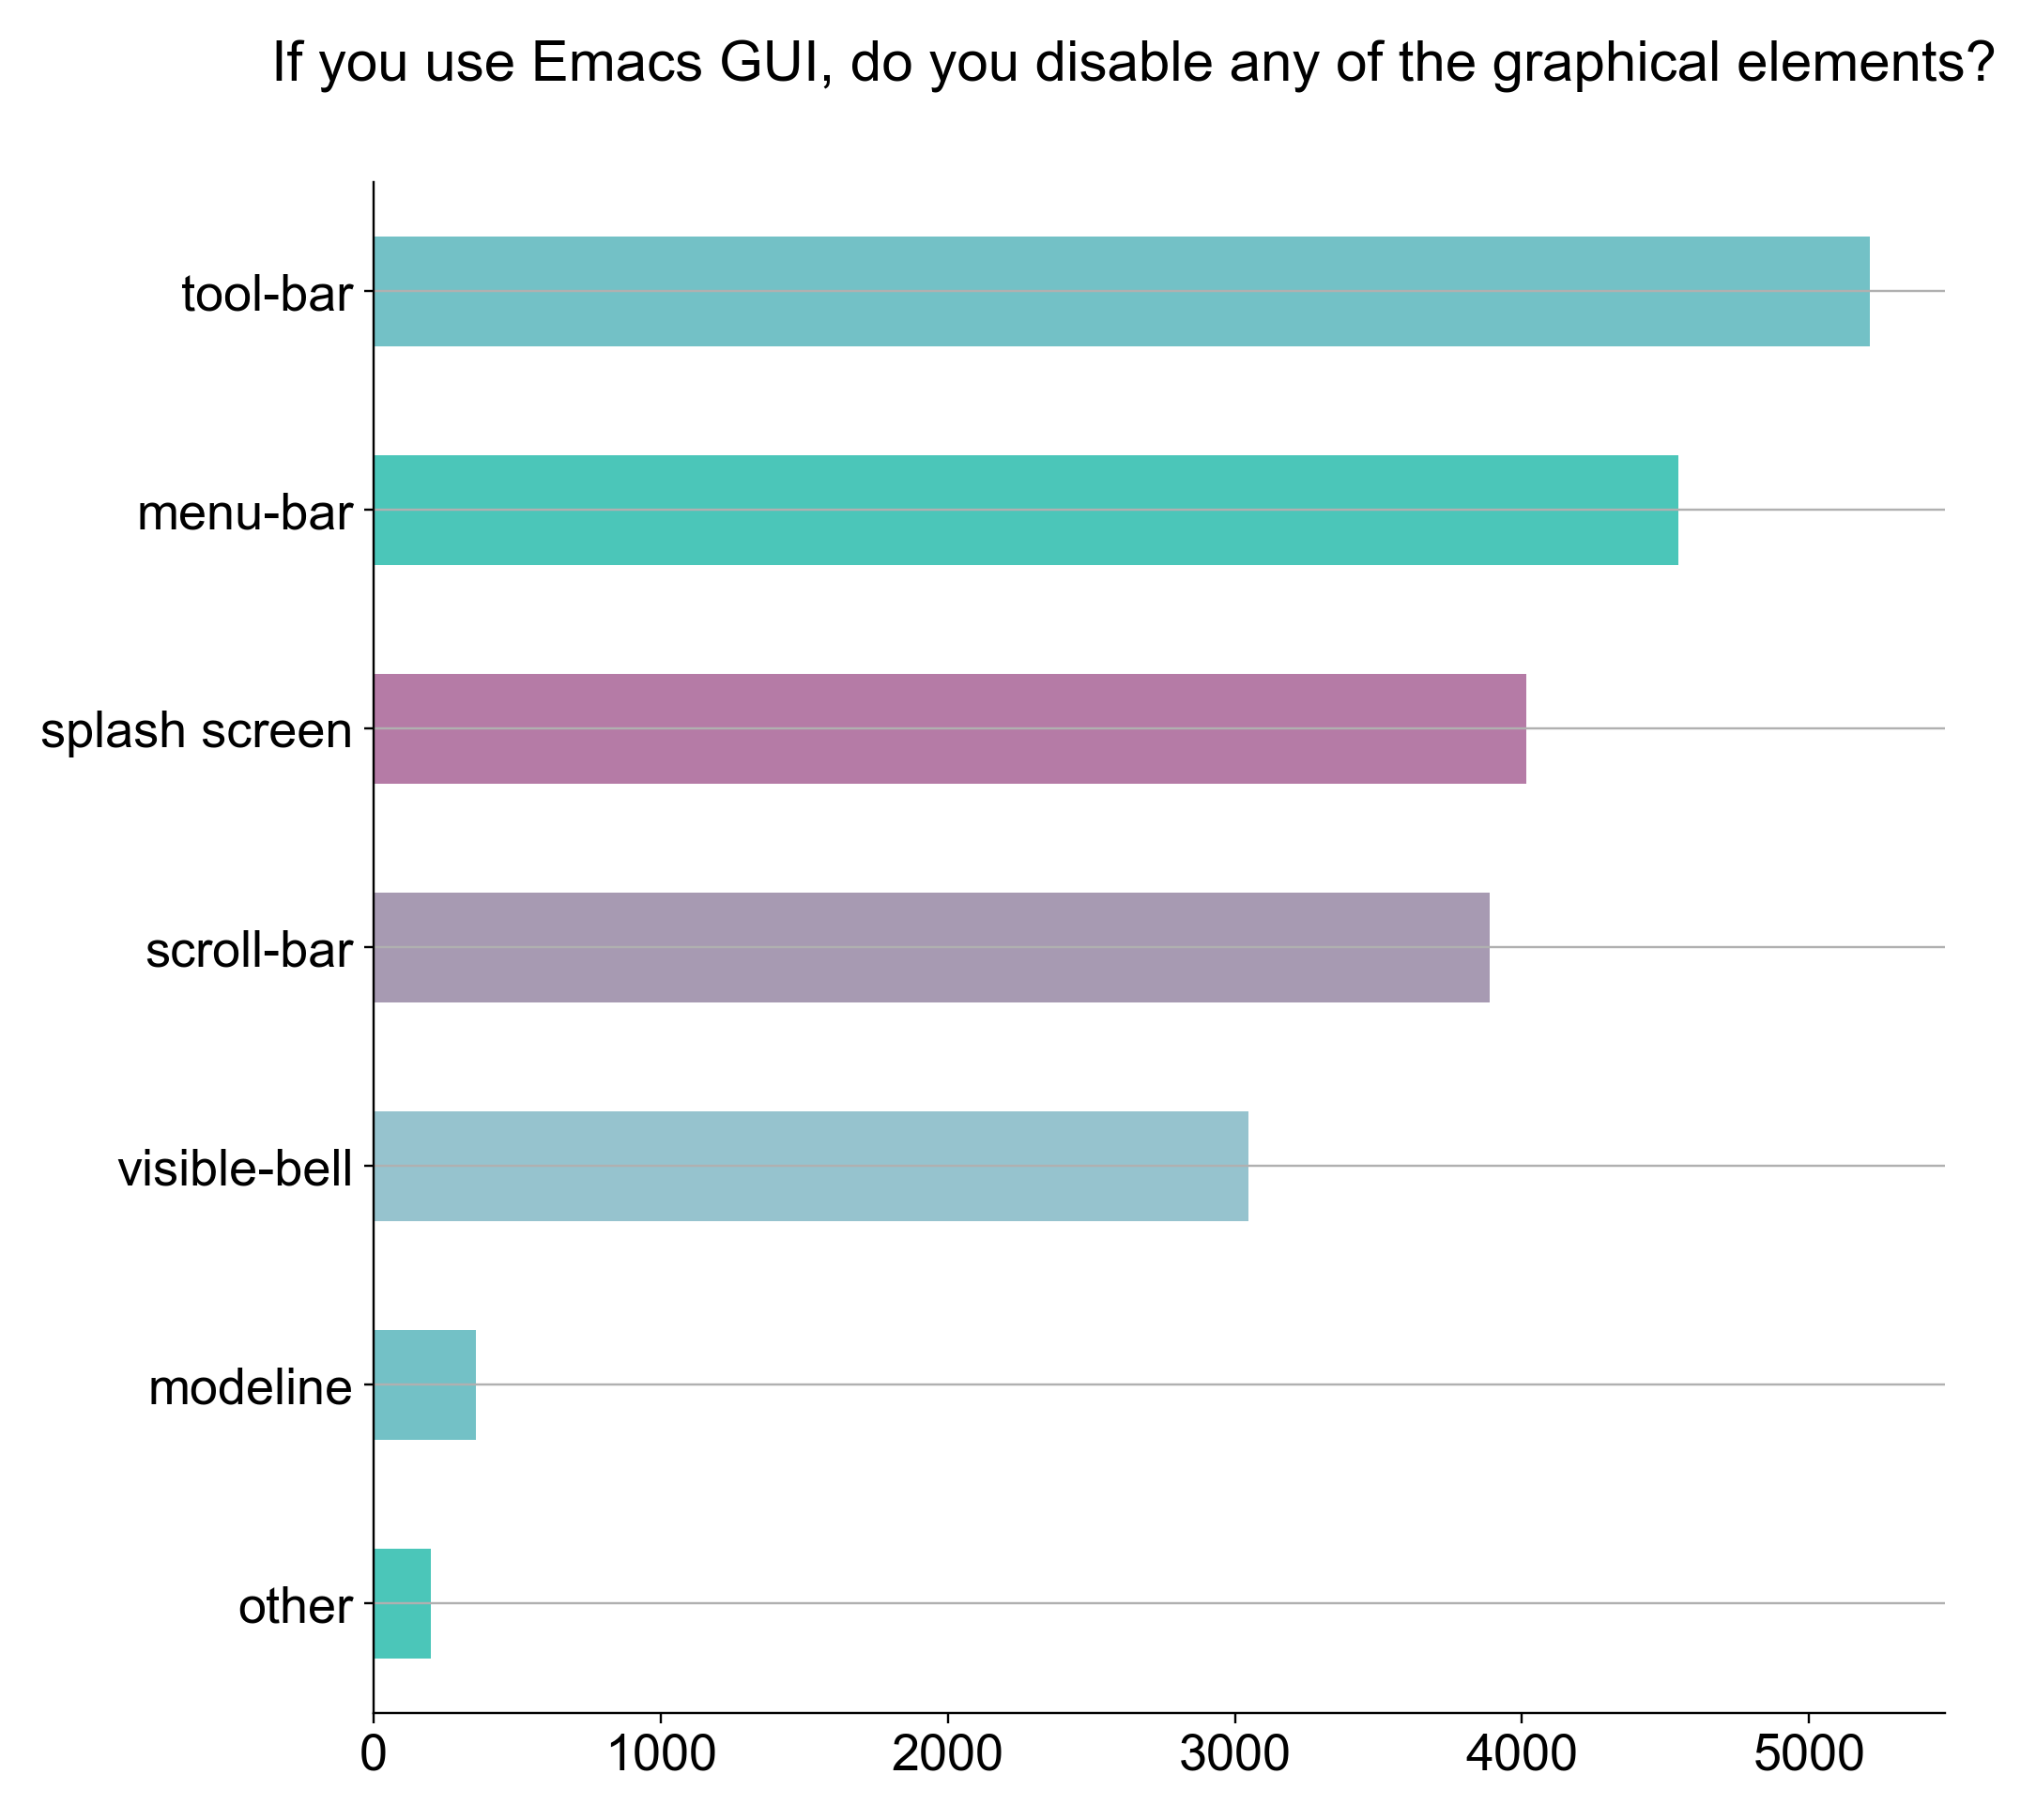 If you use Emacs GUI, do you disable any of the graphical elements?
tool-bar
menu-bar
splash screen
scroll-bar
visible-bell
modeline
other
0 1000 2000 3000 4000 5000